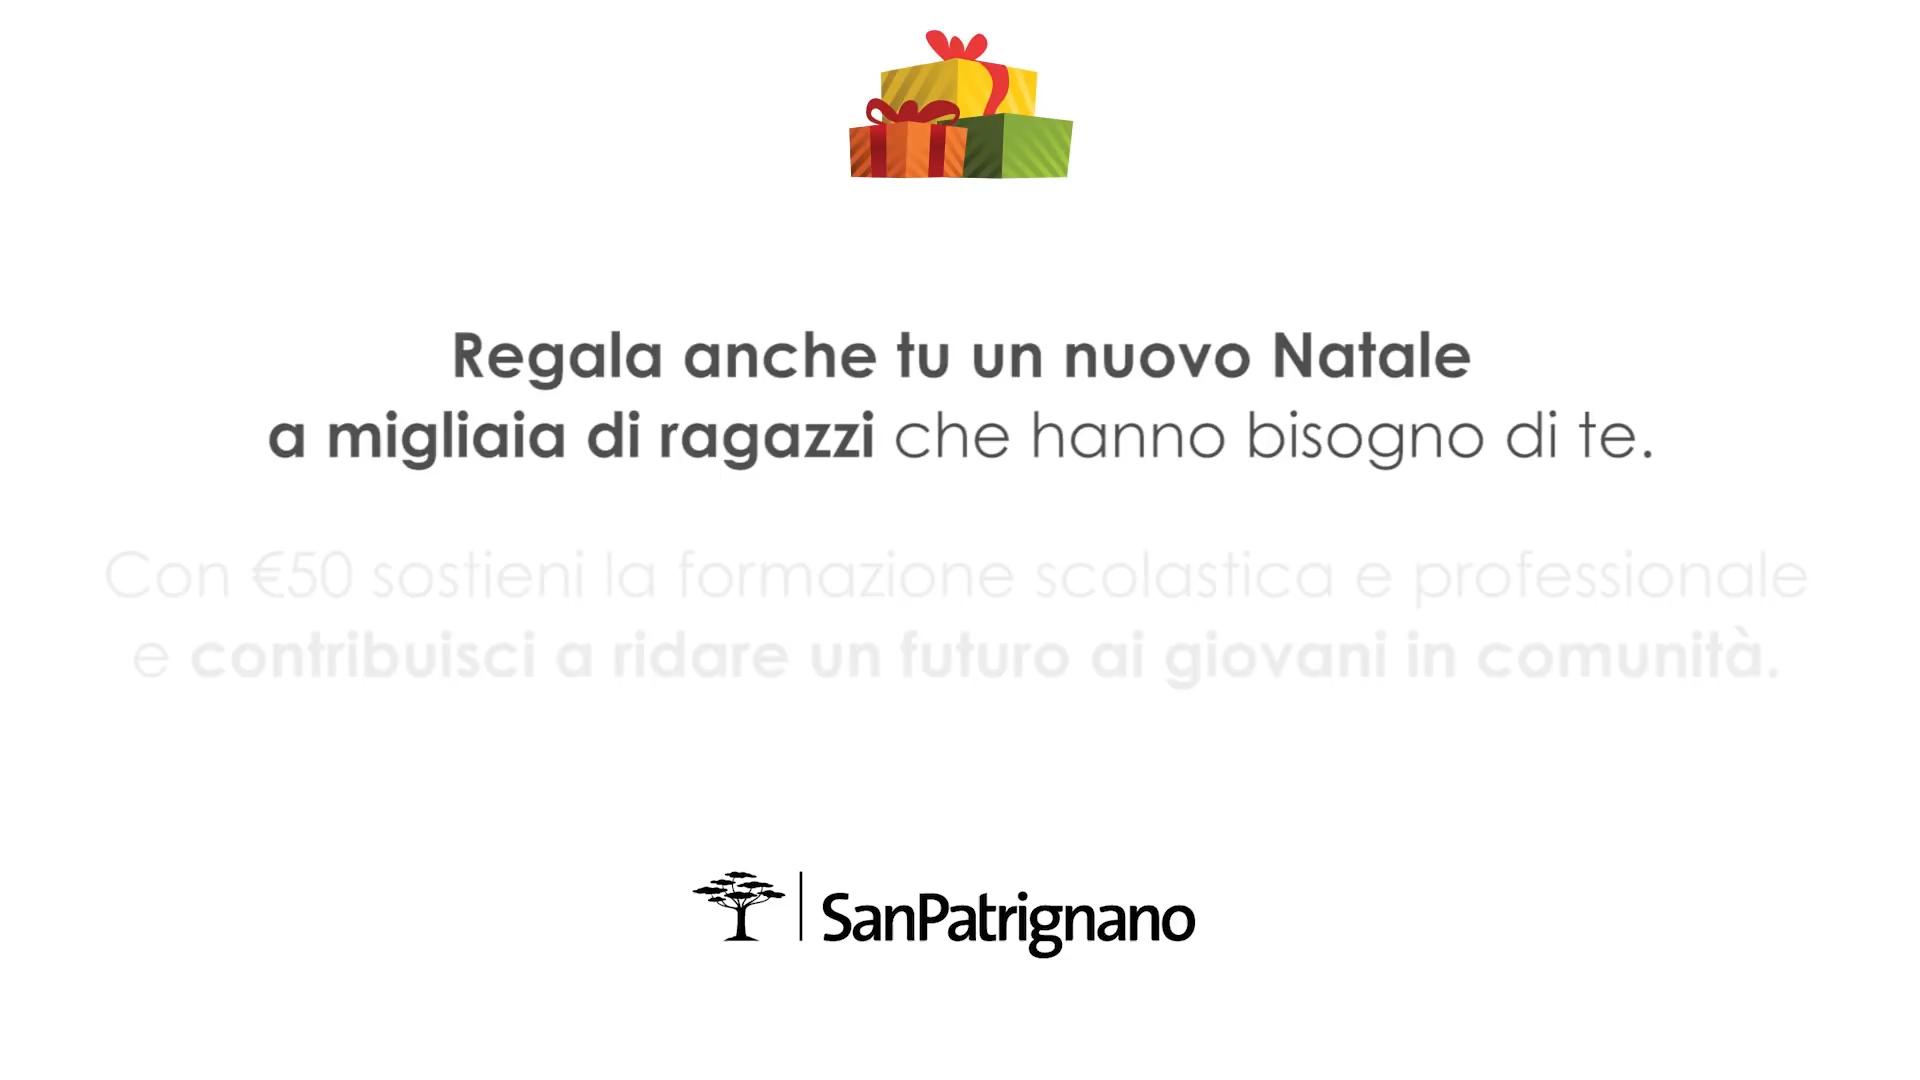 Regala anche tu un nuovo Natale
a migliaia di ragazzi che hanno bisogno di te.
Con €50 sostieni la formazione scolastica e professionale
e contribuisci a ridare un futuro ai giovani in comunità.
SanPatrignano